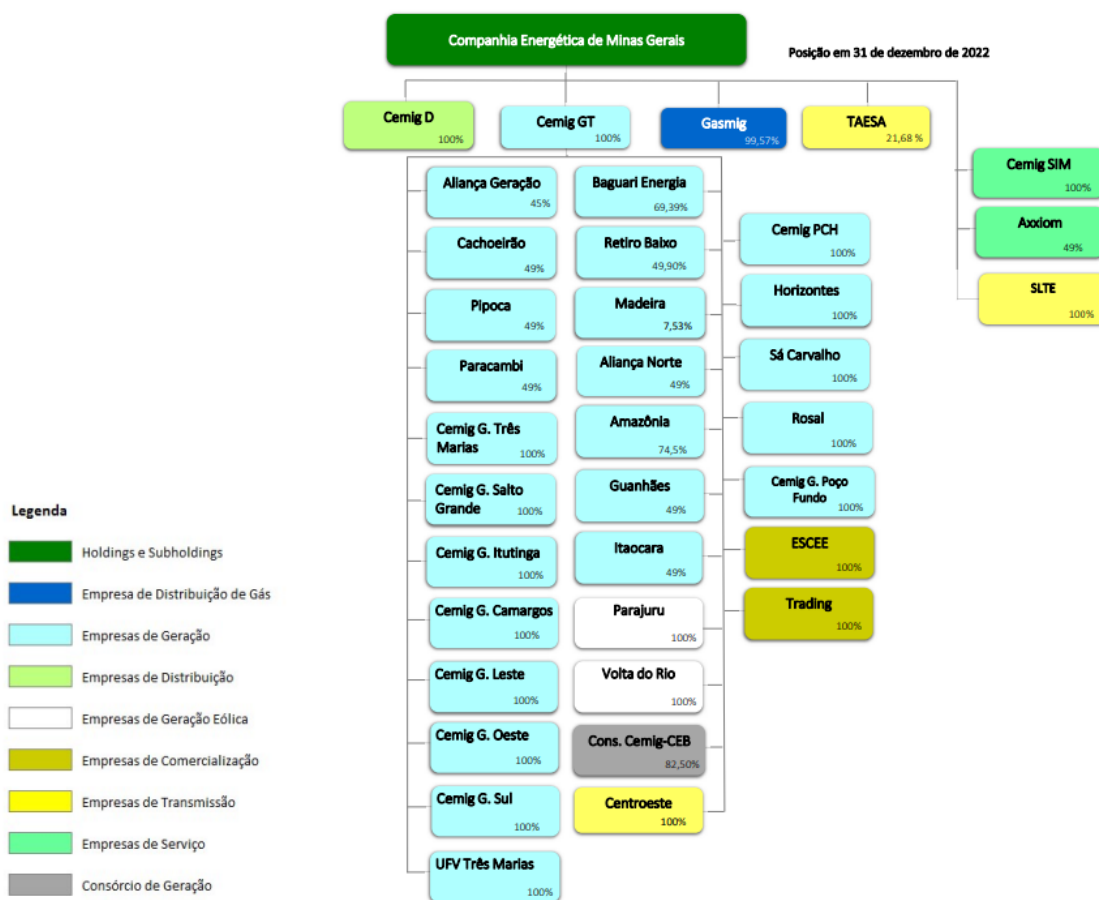 Companhia Energética de Minas Gerais
Posição em 31 de dezembro de 2022
Cemig D
100%
Cemig GT
100%
Gasmig
99,57%
TAESA
21,68 %
Cemig SIM
100%
Axxiom
49%
SLTE
100%
Aliança Geração
45%
Cachoeirão
49%
Pipoca
49%
Paracambi
49%
Cemig G. Três
Marias
100%
Cemig G. Salto
Grande
100%
Cemig G. Itutinga
100%
Cemig G. Camargos
100%
Cemig G. Leste
100%
Cemig G. Oeste
100%
Cemig G. Sul
100%
UFV Três Marias
100%
Baguari Energia
69,39%
Retiro Baixo
49,90%
Madeira
7,53%
Aliança Norte
49%
Amazônia
74,5%
Guanhães
49%
Itaocara
49%
Parajuru
100%
Volta do Rio
100%
Cons. Cemig-CEB
82,50%
Centroeste
100%
Cemig PCH
100%
Horizontes
100%
Sá Carvalho
100%
Rosal
100%
Cemig G. Poço
Fundo
100%
ESCEE
100%
Trading
100%
Legenda
Holdings e Subholdings
Empresa de Distribuição de Gás
Empresas de Geração
Empresas de Distribuição
Empresas de Geração Eólica
Empresas de Comercialização
Empresas de Transmissão
Empresas de Serviço
Consórcio de Geração